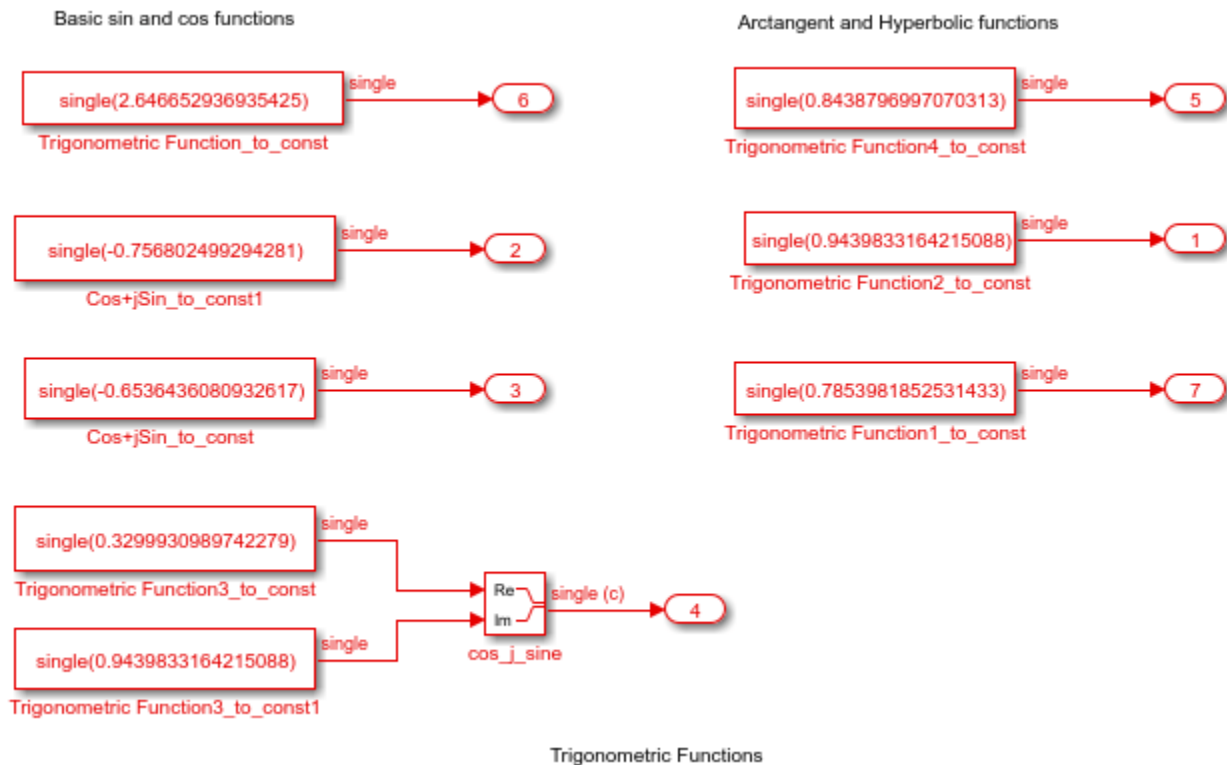 Basic sin and cos functions
Arctangent and Hyperbolic functions
single(2.646652936935425)
single
6
Trigonometric Function_to_const
single(0.8438796997070313)
single
5
Trigonometric Function4_to_const
single(-0.756802499294281)
single
2
Cos+jSin_to_const1
single(0.9439833164215088)
single
1
Trigonometric Function2_to_const
single(-0.6536436080932617)
single
3
Cos+jSin_to_const
single(0.7853981852531433)
single
7
Trigonometric Function1_to_const
single(0.3299930989742279)
single
Trigonometric Function3_to_const
single(0.9439833164215088)
single
Trigonometric Function3_to_const1
Re
Im
single (c)
4
cos_j_sine
Trigonometric Functions